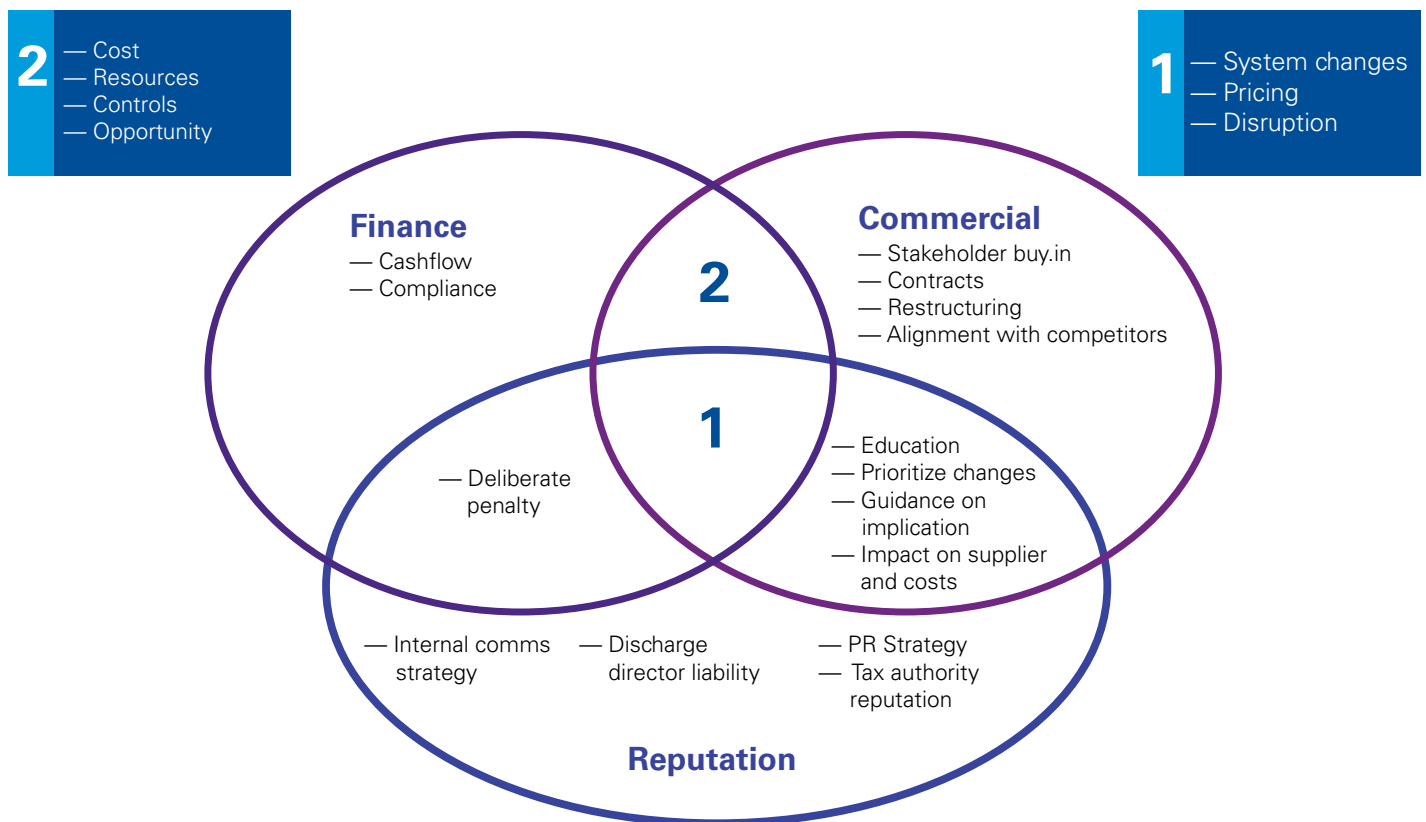 2
— Cost
— Resources
— Controls
— Opportunity
1
— System changes
— Pricing
— Disruption
Finance
— Cashflow
— Compliance
2
Commercial
— Stakeholder buy.in
— Contracts
— Restructuring
— Alignment with competitors
1
— Deliberate
penalty
— Education
— Prioritize changes
— Guidance on
implication
— Impact on supplier
and costs
— Internal comms
strategy
— Discharge
director liability
— PR Strategy
— Tax authority
reputation
Reputation